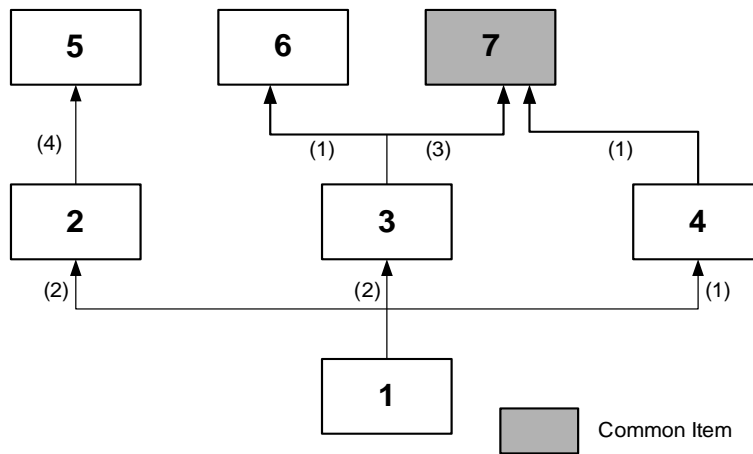 5 6 7
(4) (1) (3) (1)
2 3 4
(2) (2) (1)
1
Common Item